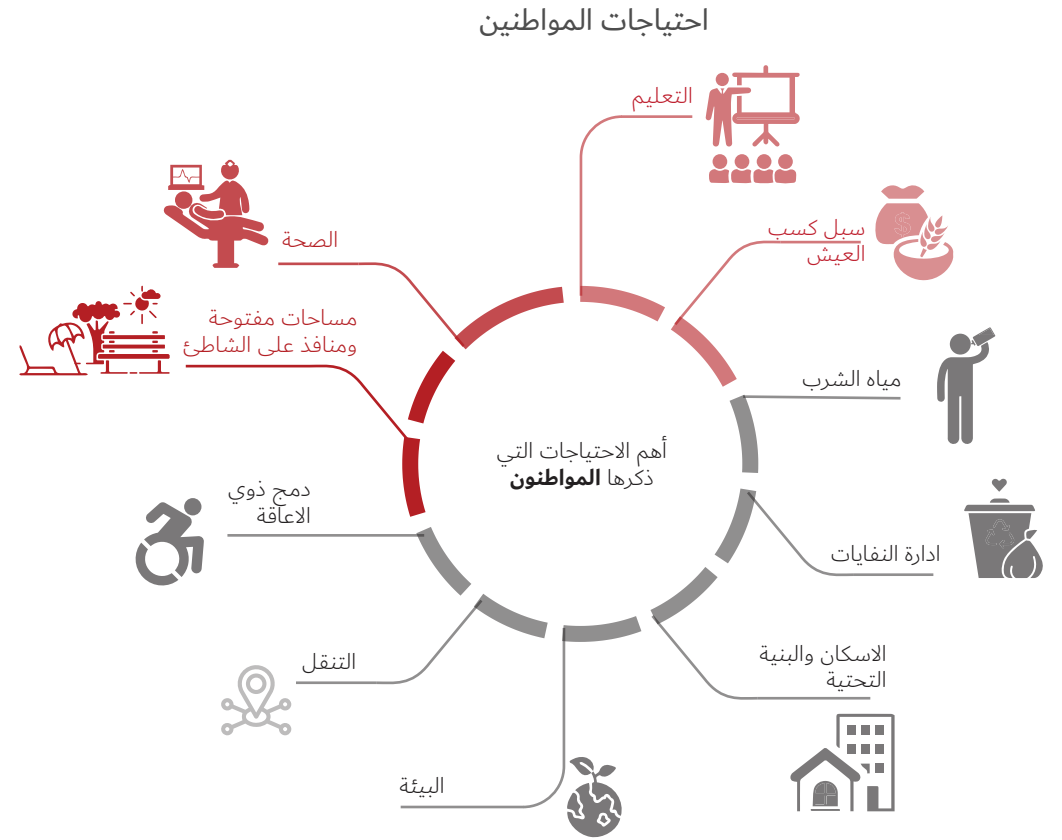 احتياجات المواطنين
التعليم
سبل كسب
العيش
مياه الشرب
ادارة النفايات
الاسكان والبنية
التحتية
البيئة
التنقل
دمج ذوي
الاعاقة
مساحات مفتوحة
ومنافذ على الشاطئ
الصحة
أهم الاحتياجات التي
ذكرها المواطنون